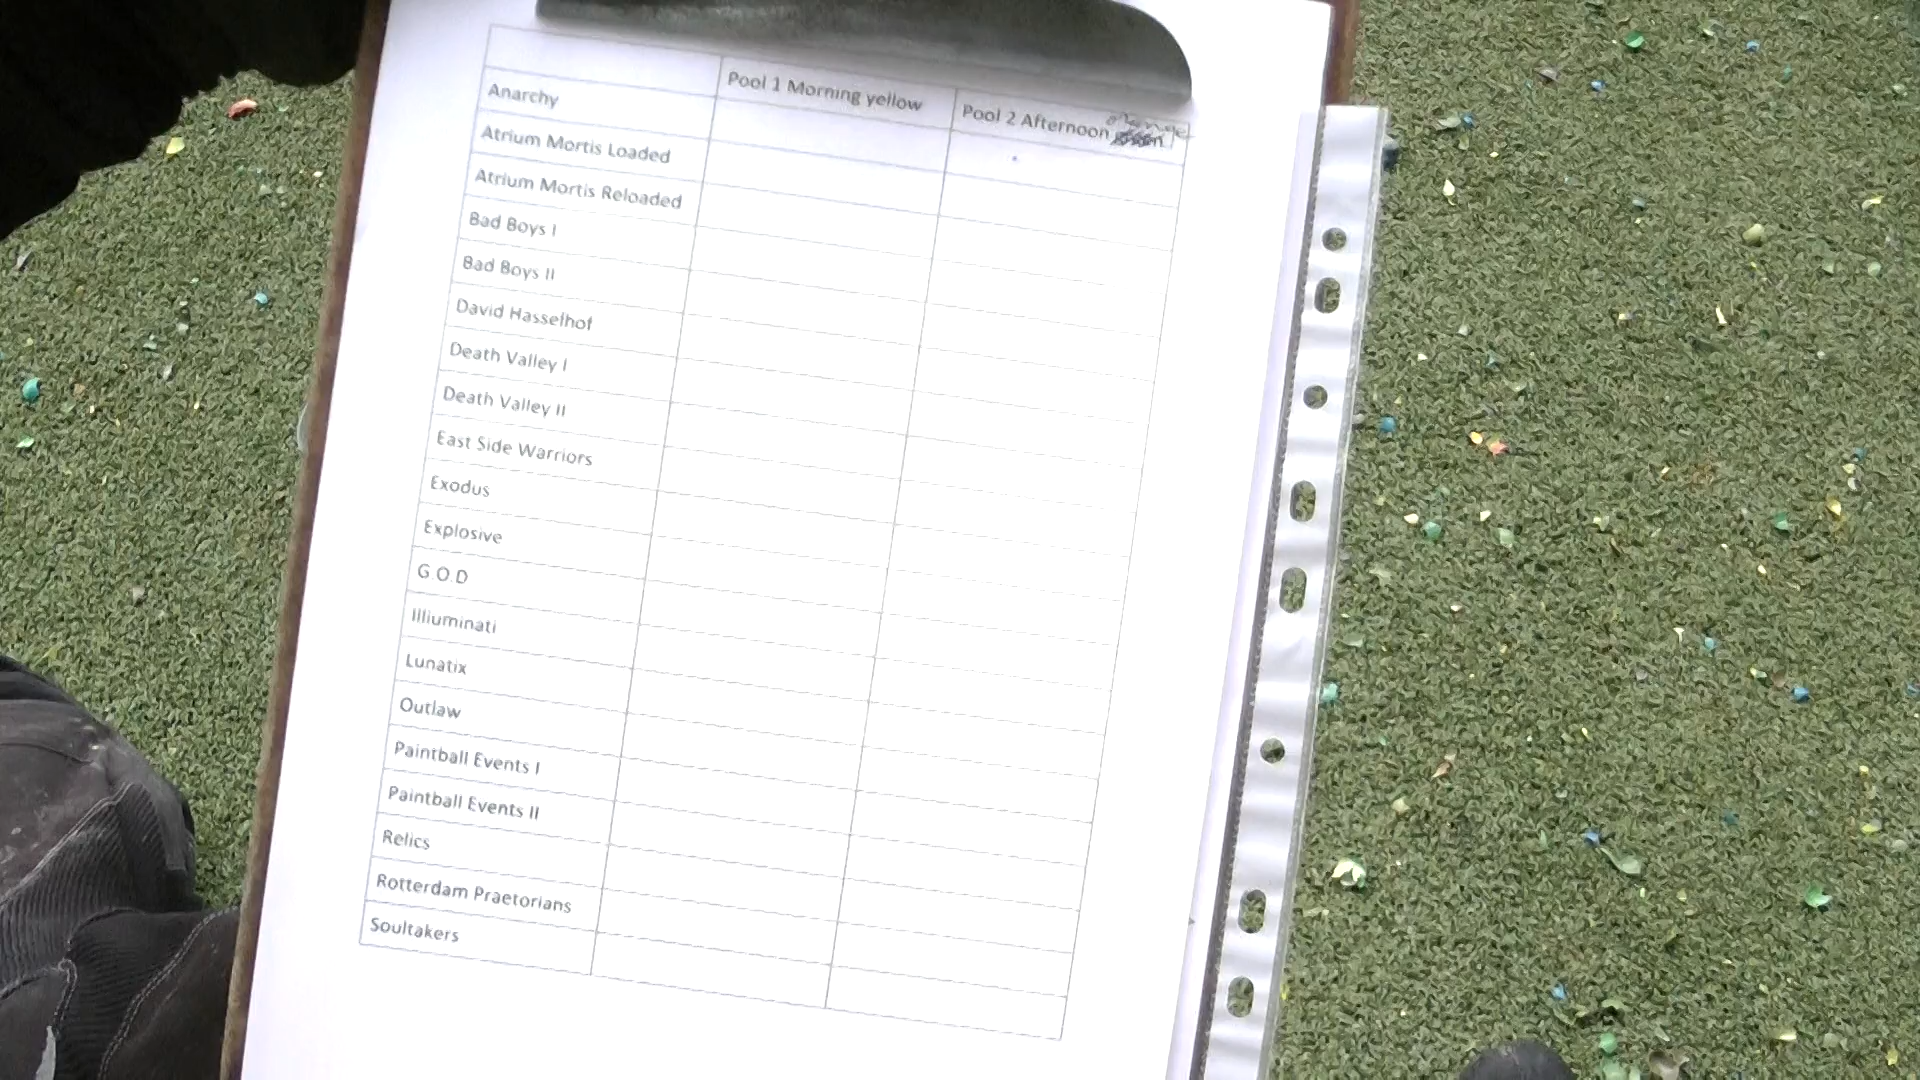 Pool 1 Morning yellow
Pool 2 Afternoon orange
Anarchy
Atrium Mortis Loaded
Atrium Mortis Reloaded
Bad Boys I
Bad Boys II
David Hasselhof
Death Valley I
Death Valley II
East Side Warriors
Exodus
Explosive
G.O.D
Illiuminati
Lunatix
Outlaw
Paintball Events I
Paintball Events II
Relics
Rotterdam Praetorians
Soultakers